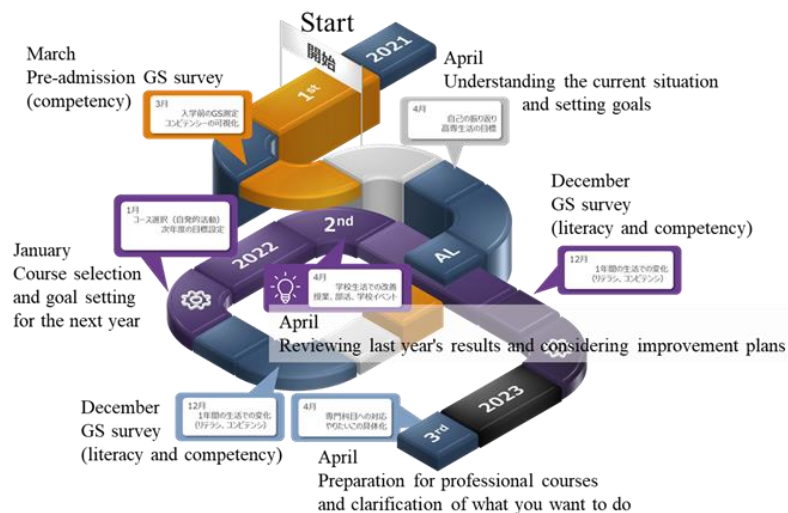 Start
開始
2021
1st
March
Pre-admission GS survey
(competency)
3月
入学前のGS測定
コンピテンシーの可視化
April
Understanding the current situation
and setting goals
4月
自己の振り返り
高専生活の目標
December
GS survey
(literacy and competency)
12月
1年間の生活での変化
(リテラシ、コンピテンシ)
AL
2nd
2022
1月
コース選択（自発的活動）
次年度の目標設定
January
Course selection
and goal setting
for the next year
4月
学校生活での改善
授業、部活、学校イベント
April
Reviewing last year's results and considering improvement plans
December
GS survey
(literacy and competency)
12月
1年間の生活での変化
(リテラシ、コンピテンシ)
4月
専門科目への対応
やりたいこの具体化
2023
3rd
April
Preparation for professional courses
and clarification of what you want to do